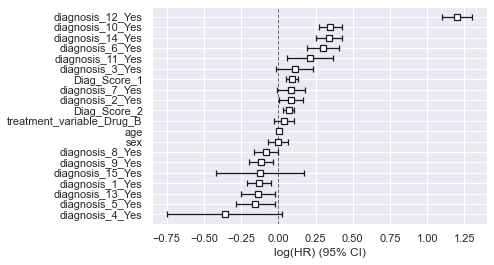 diagnosis_12_Yes
diagnosis_10_Yes
diagnosis_14_Yes
diagnosis_6_Yes
diagnosis_11_Yes
diagnosis_3_Yes
Diag_Score_1
diagnosis_7_Yes
diagnosis_2_Yes
Diag_Score_2
treatment_variable_Drug_B
age
sex
diagnosis_8_Yes
diagnosis_9_Yes
diagnosis_15_Yes
diagnosis_1_Yes
diagnosis_13_Yes
diagnosis_5_Yes
diagnosis_4_Yes
−0.75 −0.50 −0.25 0.00 0.25 0.50 0.75 1.00 1.25
log(HR) (95% CI)